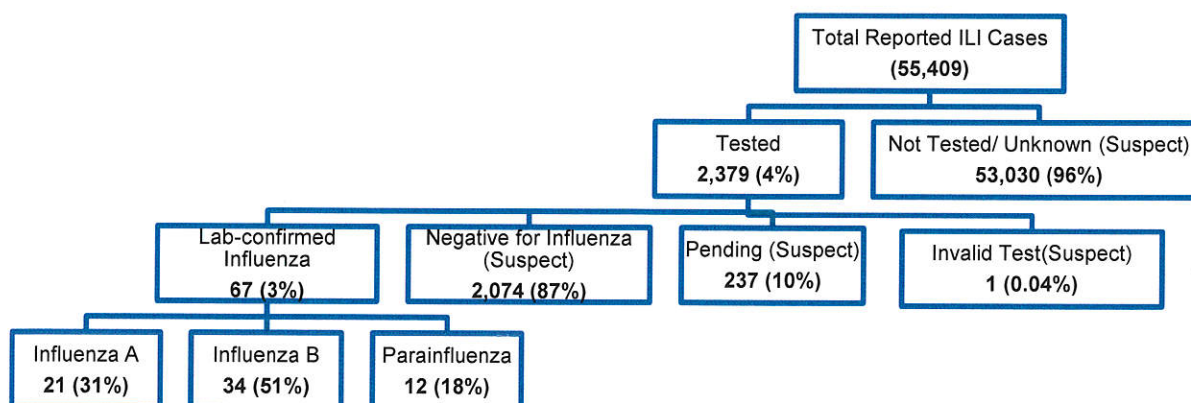 Total Reported ILI Cases
(55,409)
Tested
2,379 (4%)
Not Tested/ Unknown (Suspect)
53,030 (96%)
Lab-confirmed
Influenza
67 (3%)
Negative for Influenza
(Suspect)
2,074 (87%)
Pending (Suspect)
237 (10%)
Invalid Test(Suspect)
1 (0.04%)
Influenza A
21 (31%)
Influenza B
34 (51%)
Parainfluenza
12 (18%)